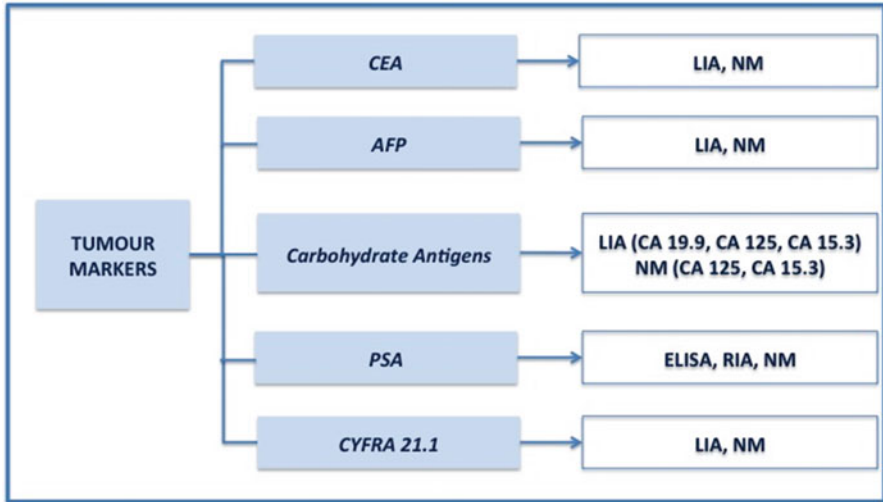 TUMOUR
MARKERS
CEA
LIA, NM
AFP
LIA, NM
Carbohydrate Antigens
LIA (CA 19.9, CA 125, CA 15.3)
NM (CA 125, CA 15.3)
PSA
ELISA, RIA, NM
CYFRA 21.1
LIA, NM